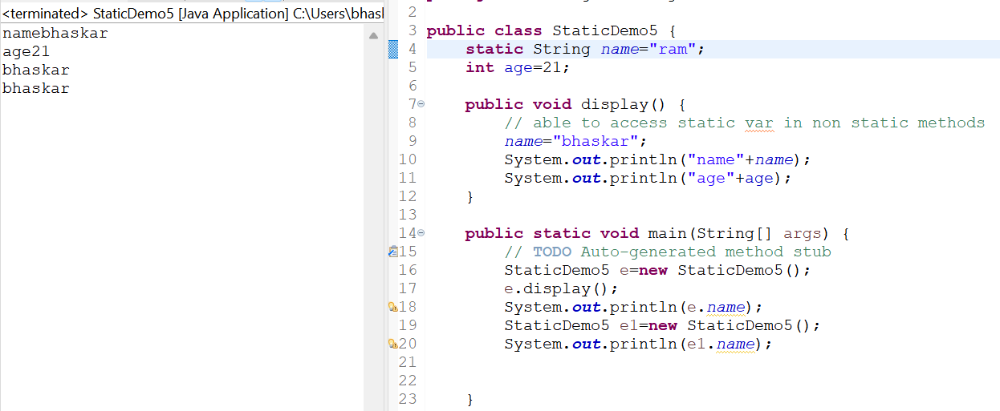 <terminated> StaticDemo5 [Java Application] C:\Users\bhask
namebhaskar
age21
bhaskar
bhaskar
2
3 public class StaticDemo5 {
4     static String name="ram";
5     int age=21;
6
7     public void display() {
8         // able to access static var in non static methods
9         name="bhaskar";
10         System.out.println("name"+name);
11         System.out.println("age"+age);
12     }
13
14     public static void main(String[] args) {
15         // TODO Auto-generated method stub
16         StaticDemo5 e=new StaticDemo5();
17         e.display();
18         System.out.println(e.name);
19         StaticDemo5 e1=new StaticDemo5();
20         System.out.println(e1.name);
21
22
23     }